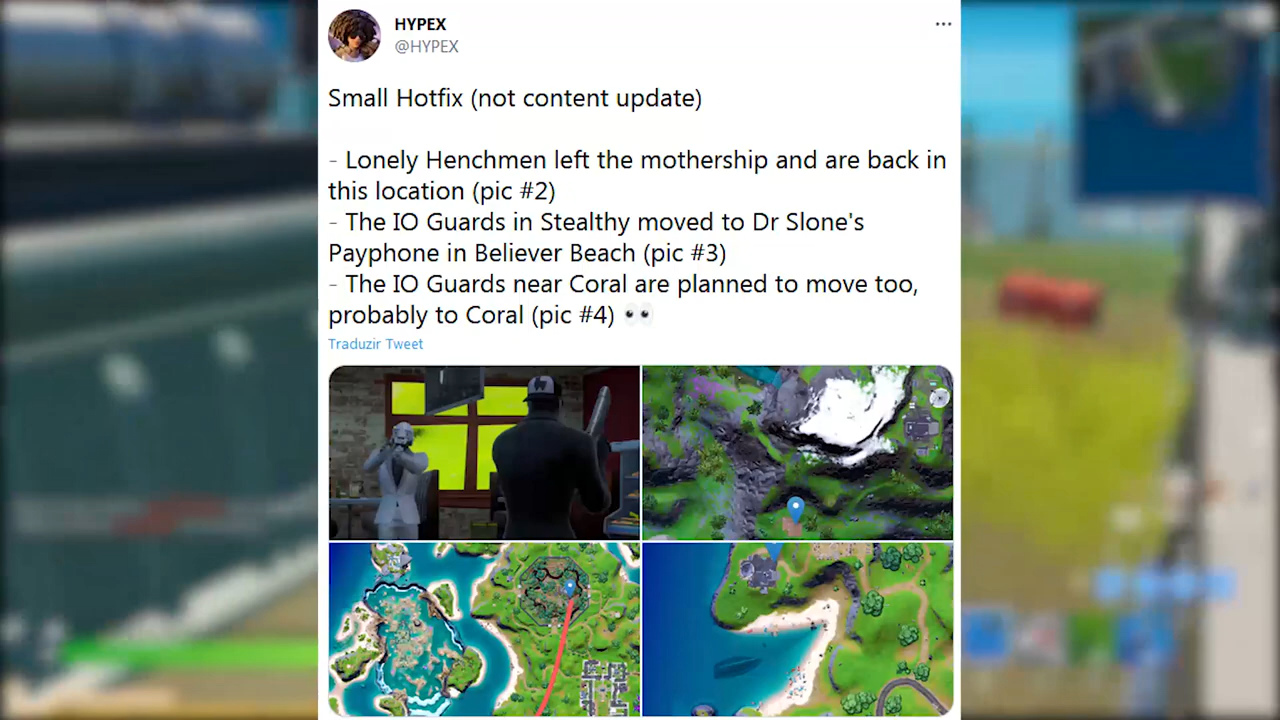 HYPEX
@HYPEX
Small Hotfix (not content update)
- Lonely Henchmen left the mothership and are back in
this location (pic #2)
- The IO Guards in Stealthy moved to Dr Slone's
Payphone in Believer Beach (pic #3)
- The IO Guards near Coral are planned to move too,
probably to Coral (pic #4) 👀
Traduzir Tweet